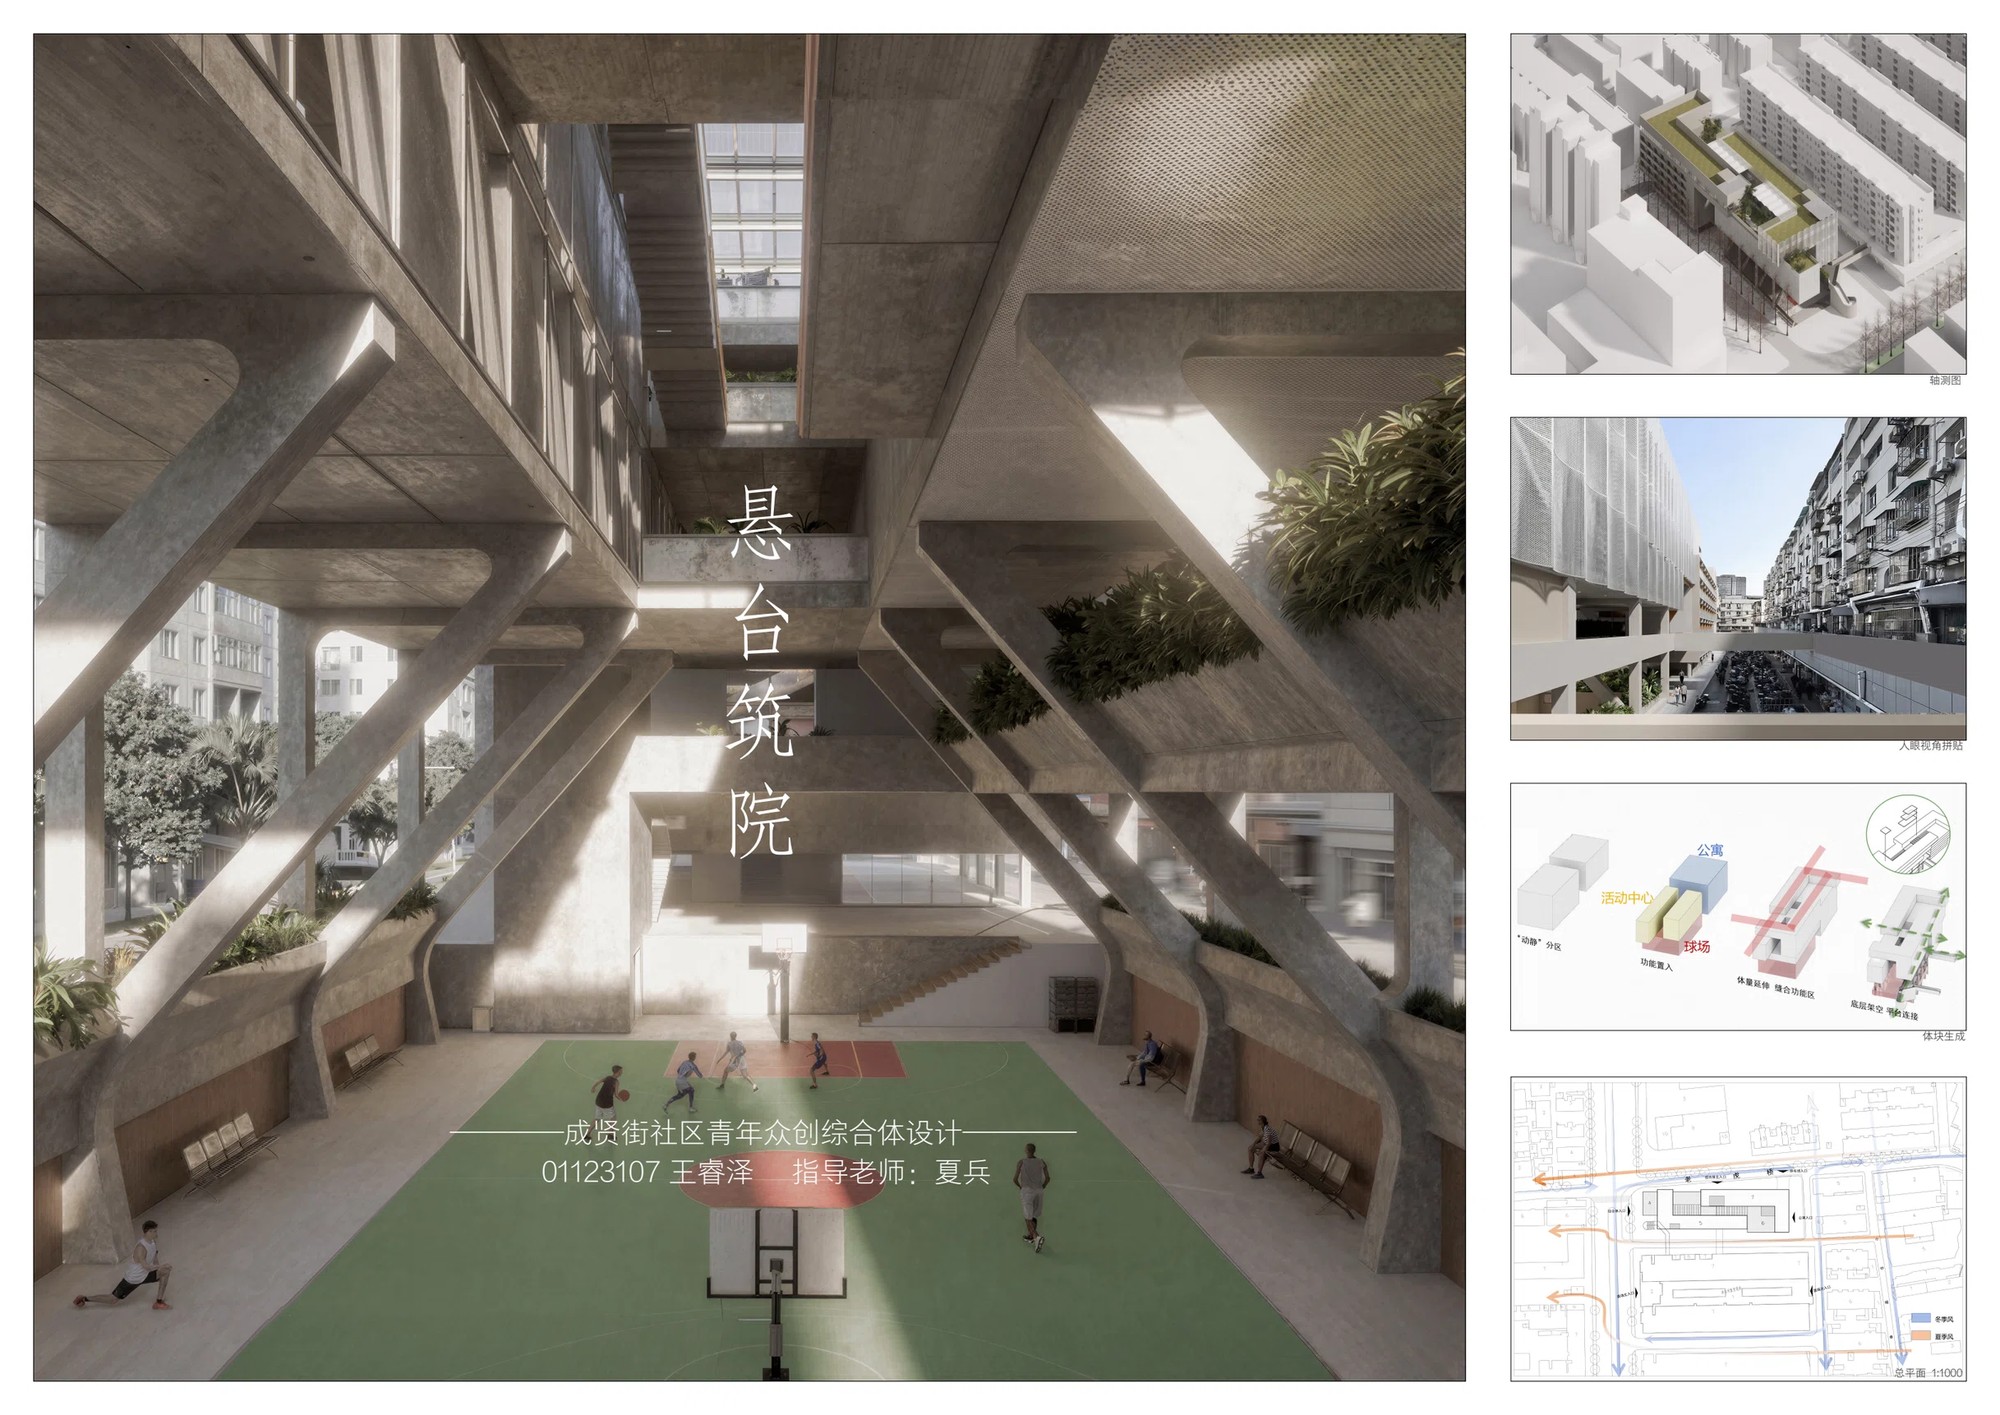 悬台筑院
成贤街社区青年众创综合体设计
01123107 王睿泽 指导老师：夏兵
轴测图
人眼视角拼贴
公寓
活动中心
球场
"动静" 分区
功能置入
体量延伸 缝合功能区
底层架空 平台连接
体块生成
老 虎 桥
冬季风
夏季风
总平面 1:1000